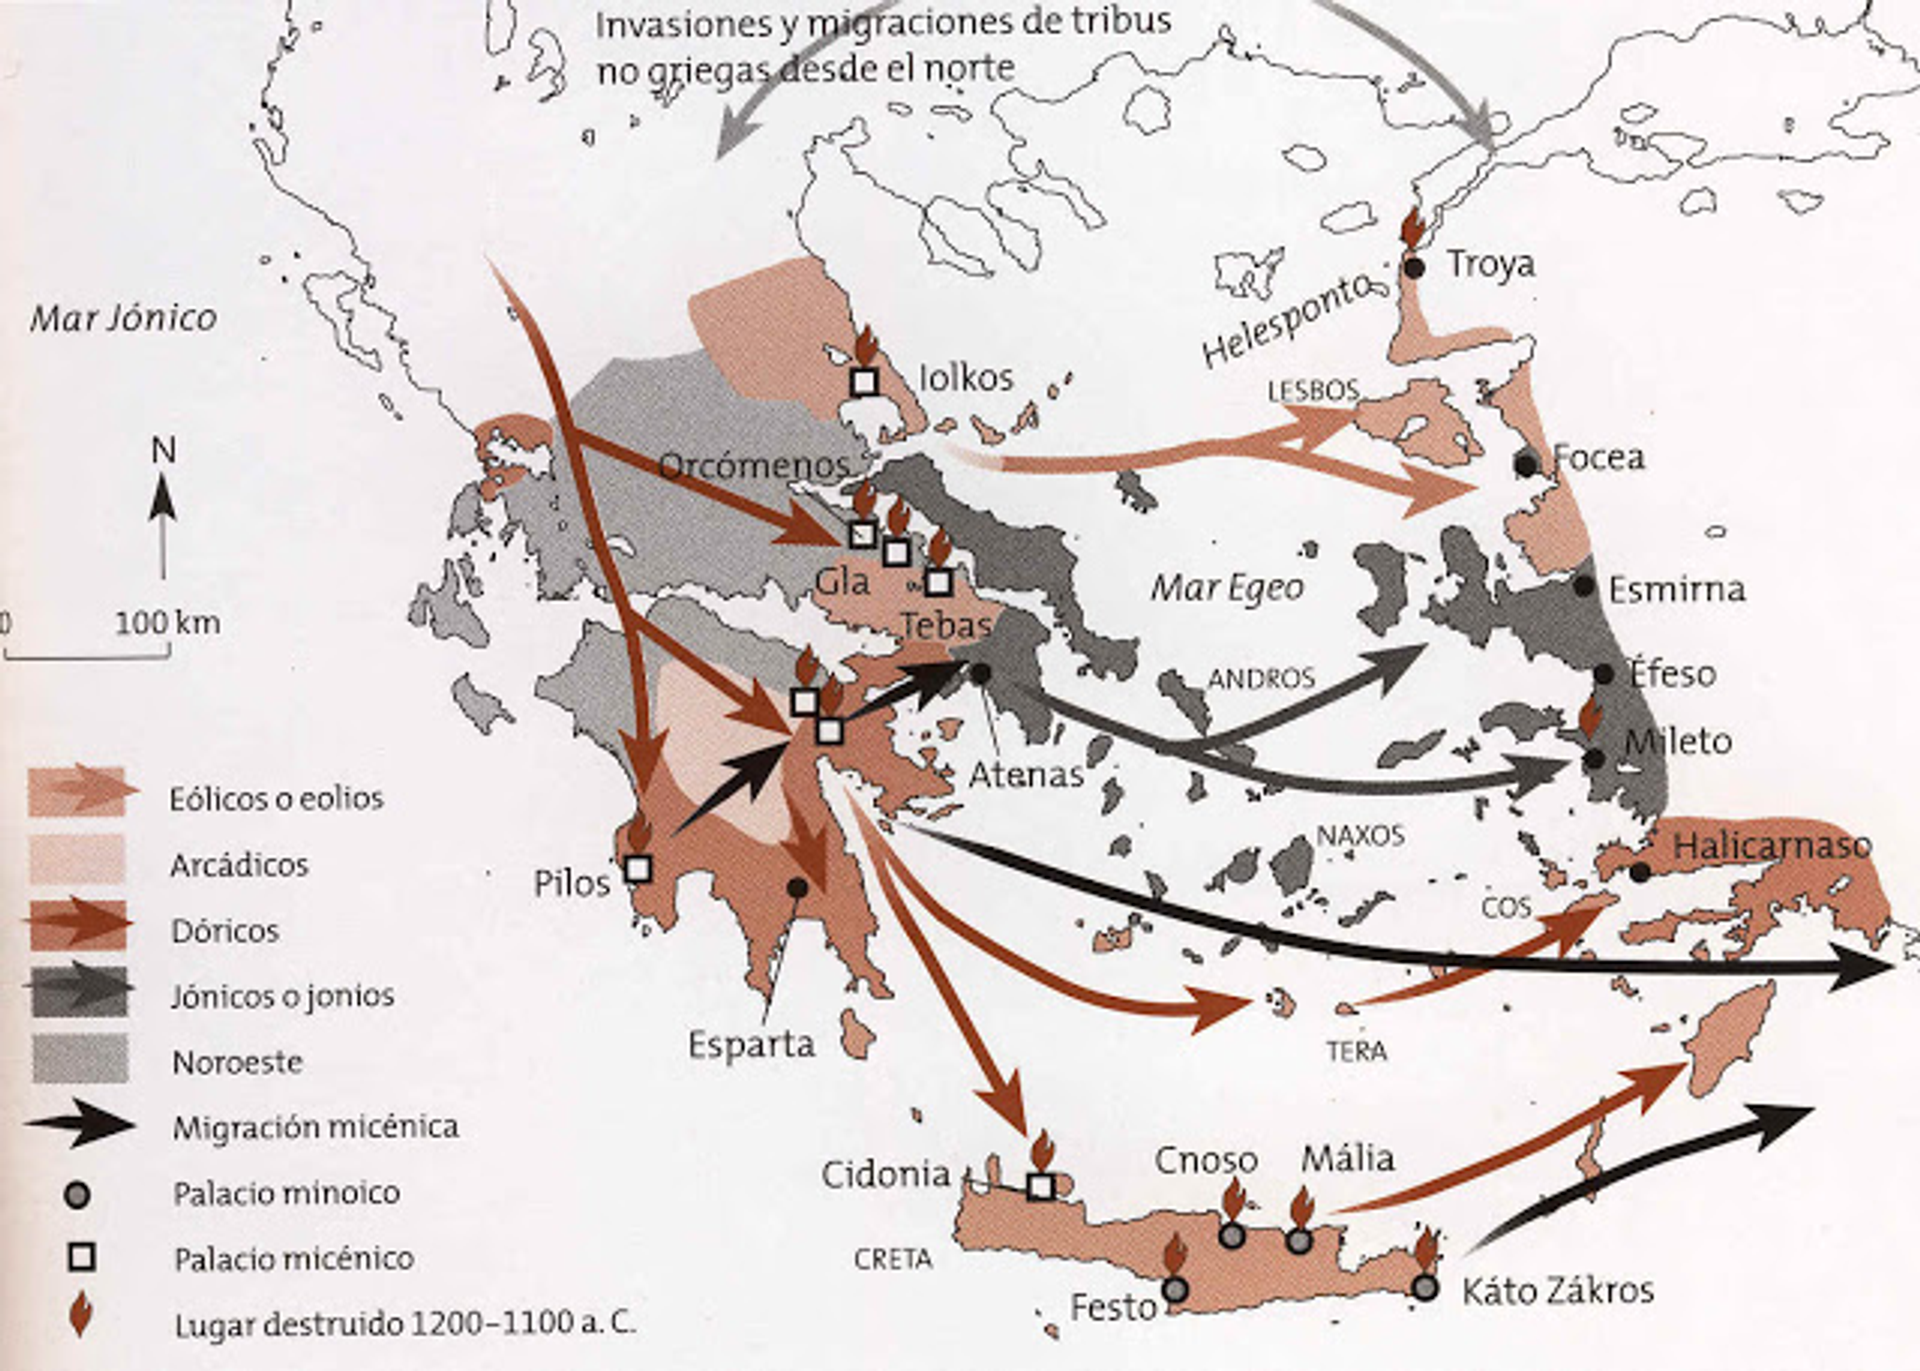 Invasiones y migraciones de tribus
no griegas desde el norte
Mar Jónico
Troya
Helesponto
Iolkos
LESBOS
N
Orcómenos
Focea
Gla
Mar Egeo
Esmirna
0 100 km
Tebas
ANDROS
Éfeso
Mileto
Atenas
Eólicos o eolios
NAXOS
Halicarnaso
Arcádicos
Pilos
COS
Dóricos
Jónicos o jonios
Esparta
TERA
Noroeste
Migración micénica
Cidonia
Cnoso
Mália
Palacio minoico
Palacio micénico
CRETA
Festo
Káto Zákros
Lugar destruido 1200–1100 a. C.